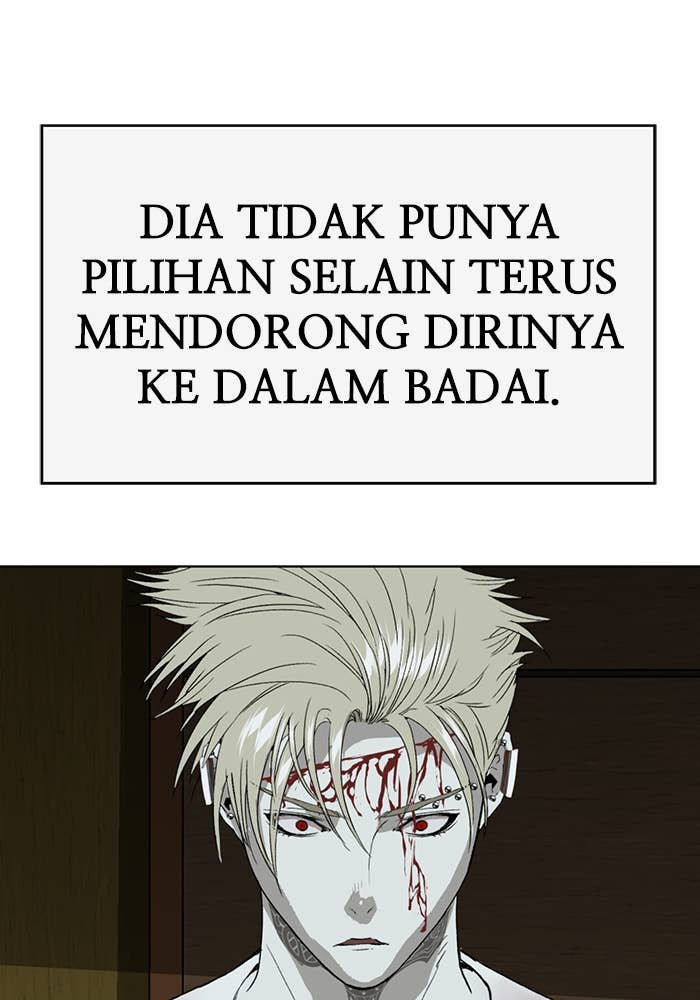 DIA TIDAK PUNYA
PILIHAN SELAIN TERUS
MENDORONG DIRINYA
KE DALAM BADAI.